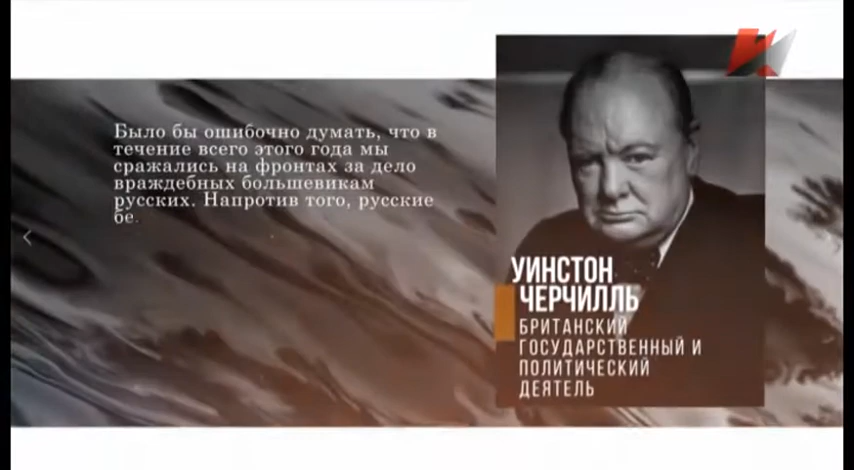 Было бы ошибочно думать, что в
течение всего этого года мы
сражались на фронтах за дело
враждебных большевикам
русских. Напротив того, русские
бе.
УИНСТОН
ЧЕРЧИЛЛЬ
БРИТАНСКИЙ
ГОСУДАРСТВЕННЫЙ И
ПОЛИТИЧЕСКИЙ
ДЕЯТЕЛЬ